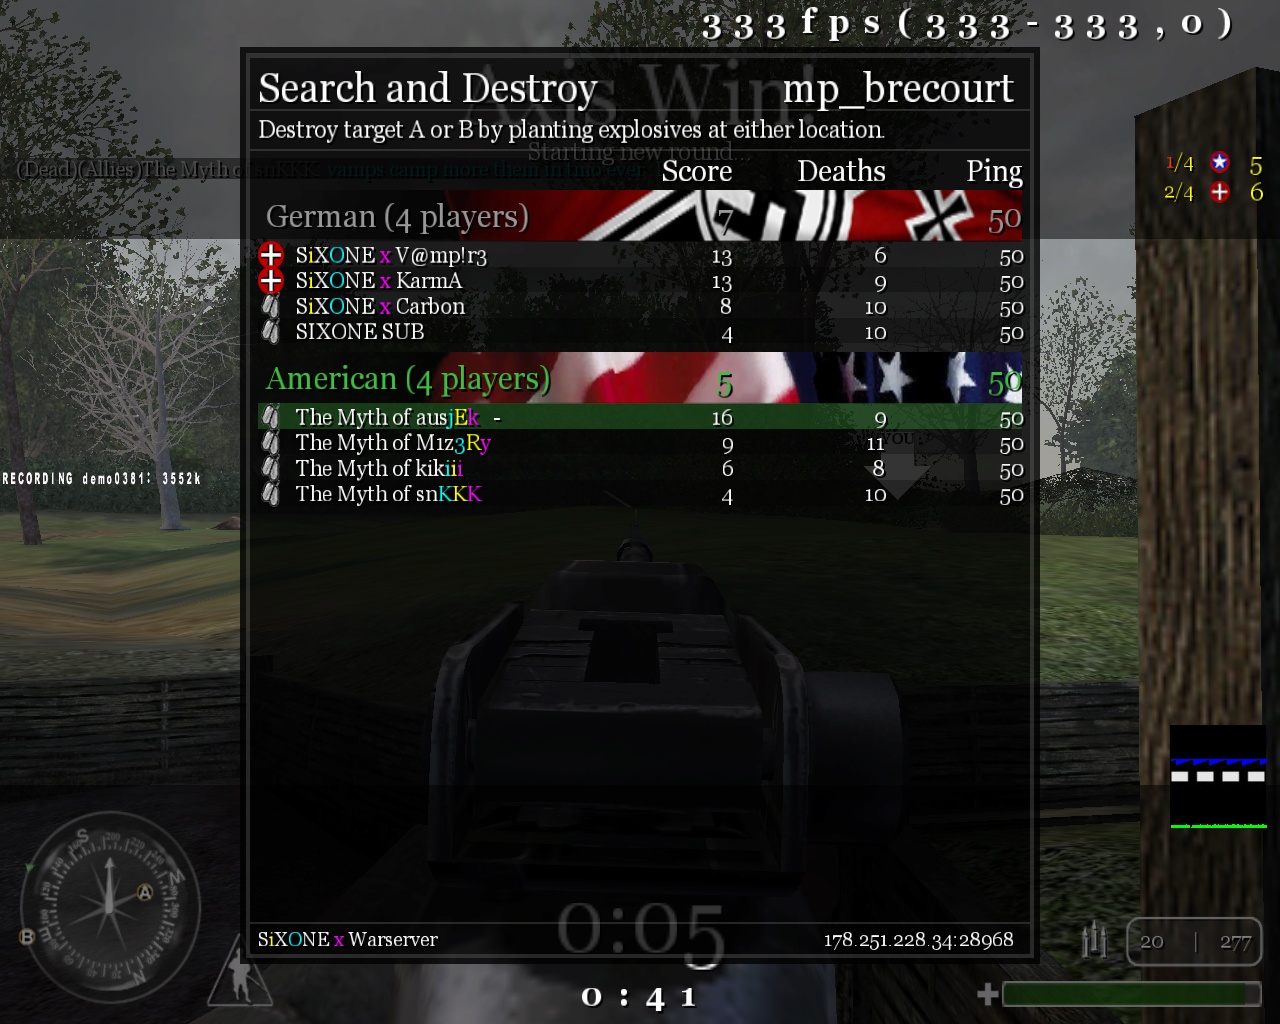 333fps(333-333,0)
Axis Win!
Search and Destroy mp_brecourt
Destroy target A or B by planting explosives at either location.
Starting new round...
(Dead)(Allies)The Myth of snKKK: vamps camp more then in tmo ever
Score Deaths Ping
1/4 5
2/4 6
German (4 players) 7 50
SiXONE x V@mp!r3 13 6 50
SiXONE x KarmA 13 9 50
SiXONE x Carbon 8 10 50
SIXONE SUB 4 10 50
American (4 players) 5 50
The Myth of ausjEk - 16 9 50
The Myth of M1z3Ry 9 11 50
YOU
The Myth of kikiii 6 8 50
The Myth of snKKK 4 10 50
RECORDING demo0381: 3552k
S
A
N
B
E
N
0:05
SiXONE x Warserver 178.251.228.34:28968
20 | 277
0:41